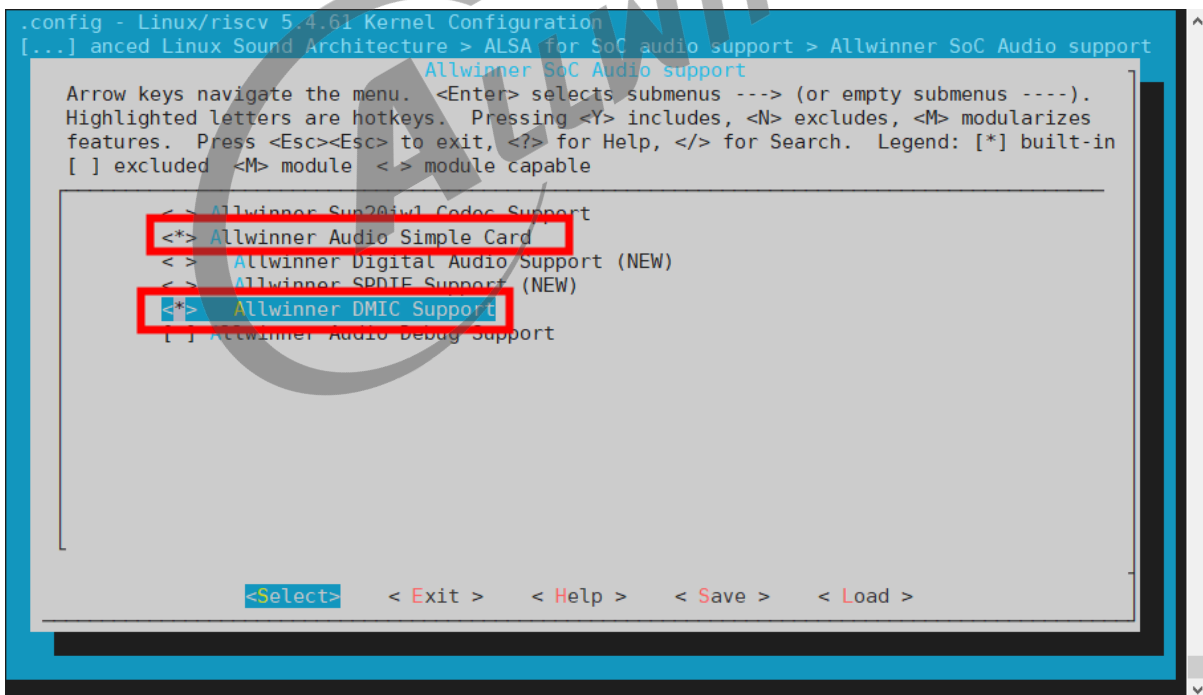 .config - Linux/riscv 5.4.61 Kernel Configuration
[...] anced Linux Sound Architecture > ALSA for SoC audio support > Allwinner SoC Audio support
Allwinner SoC Audio support
Arrow keys navigate the menu.  <Enter> selects submenus ---> (or empty submenus ----).
Highlighted letters are hotkeys.  Pressing <Y> includes, <N> excludes, <M> modularizes
features.  Press <Esc><Esc> to exit, <?> for Help, </> for Search.  Legend: [*] built-in
[ ] excluded  <M> module  < > module capable
< > Allwinner Sun20iw1 Codec Support
<*> Allwinner Audio Simple Card
< >   Allwinner Digital Audio Support (NEW)
< >   Allwinner SPDIF Support (NEW)
<*>   Allwinner DMIC Support
[ ] Allwinner Audio Debug Support
<Select>    < Exit >    < Help >    < Save >    < Load >